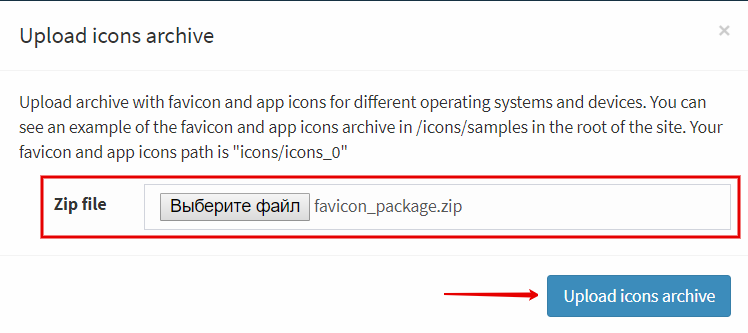 Upload icons archive ×
Upload archive with favicon and app icons for different operating systems and devices. You can
see an example of the favicon and app icons archive in /icons/samples in the root of the site. Your
favicon and app icons path is "icons/icons_0"
Zip file Выберите файл favicon_package.zip
Upload icons archive